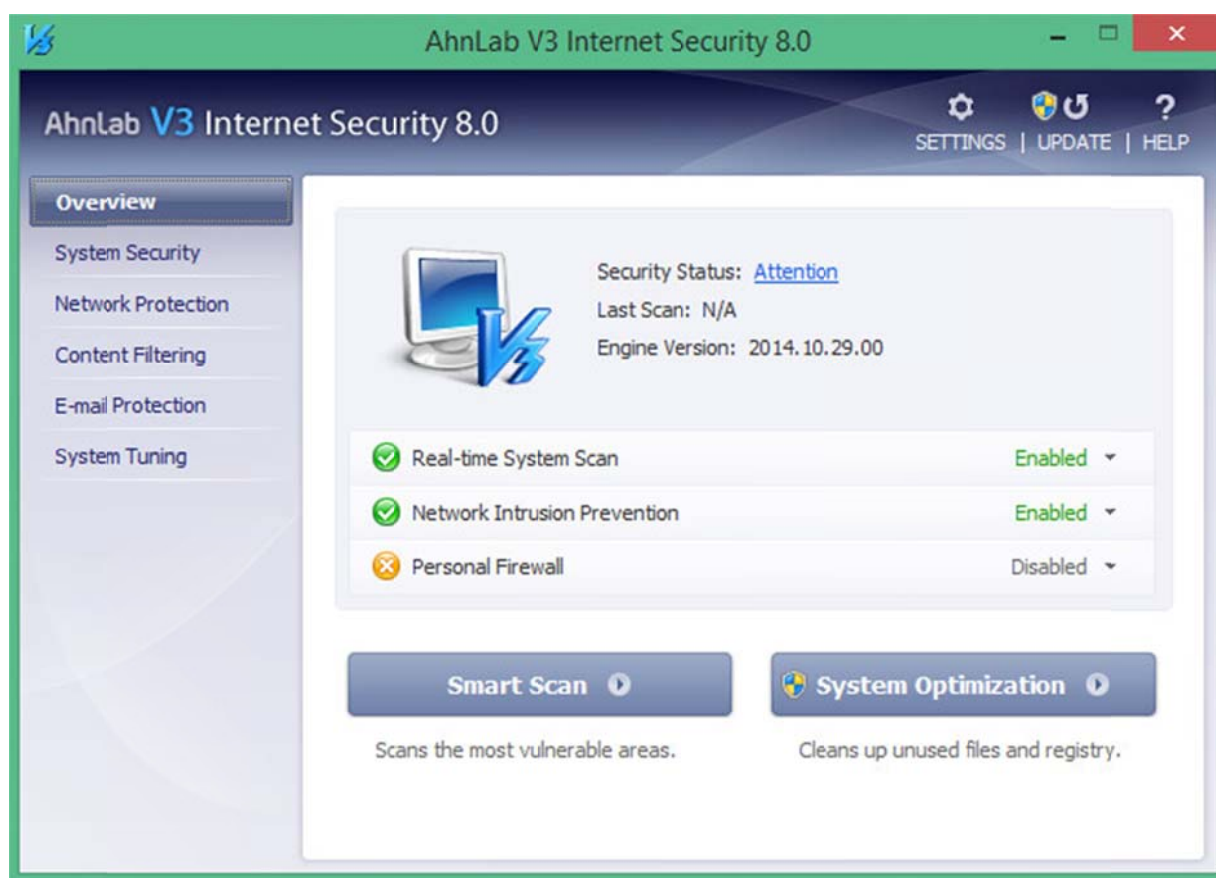 AhnLab V3 Internet Security 8.0
AhnLab V3 Internet Security 8.0
SETTINGS | UPDATE | HELP
Overview
System Security
Network Protection
Content Filtering
E-mail Protection
System Tuning
Security Status: Attention
Last Scan: N/A
Engine Version: 2014.10.29.00
Real-time System Scan Enabled
Network Intrusion Prevention Enabled
Personal Firewall Disabled
Smart Scan
System Optimization
Scans the most vulnerable areas.
Cleans up unused files and registry.